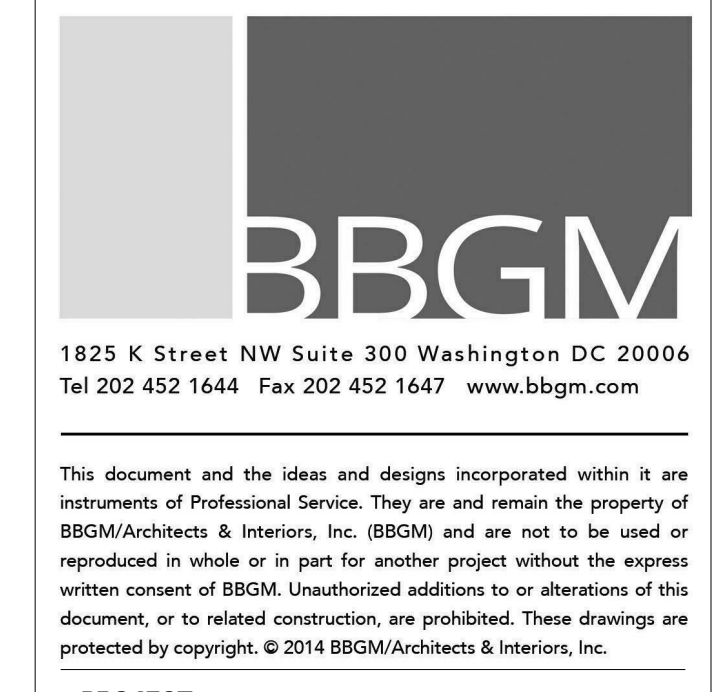 BBGM
1825 K Street NW Suite 300 Washington DC 20006
Tel 202 452 1644 Fax 202 452 1647 www.bbgm.com
This document and the ideas and designs incorporated within it are
instruments of Professional Service. They are and remain the property of
BBGM/Architects & Interiors, Inc. (BBGM) and are not to be used or
reproduced in whole or in part for another project without the express
written consent of BBGM. Unauthorized additions to or alterations of this
document, or to related construction, are prohibited. These drawings are
protected by copyright. © 2014 BBGM/Architects & Interiors, Inc.